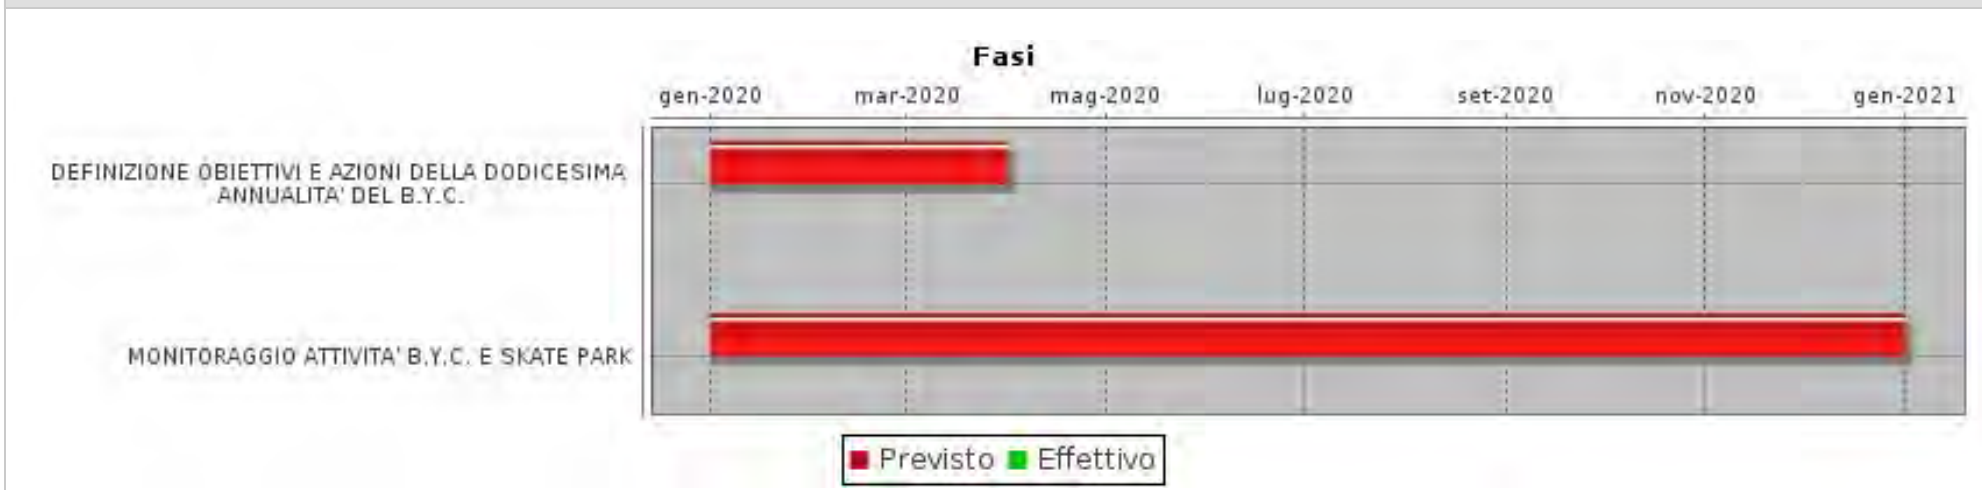 Fasi
gen-2020 mar-2020 mag-2020 lug-2020 set-2020 nov-2020 gen-2021
DEFINIZIONE OBIETTIVI E AZIONI DELLA DODICESIMA
ANNUALITA' DEL B.Y.C.
MONITORAGGIO ATTIVITA' B.Y.C. E SKATE PARK
Previsto Effettivo